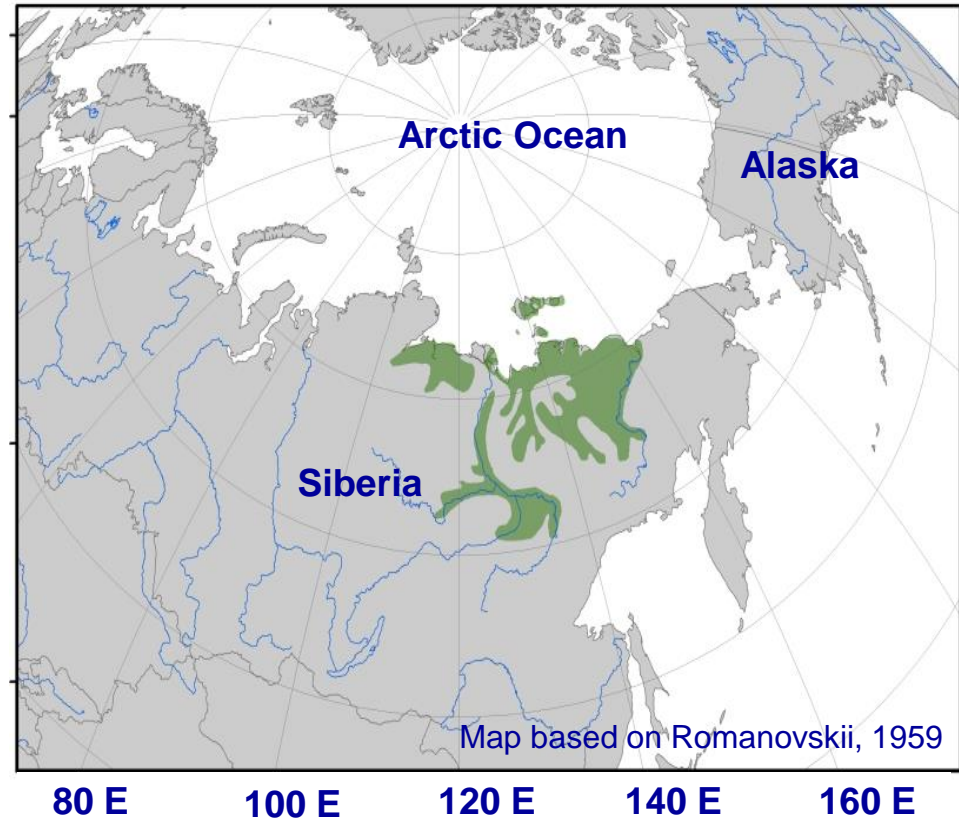 Arctic Ocean
Alaska
Siberia
Map based on Romanovskii, 1959
80 E 100 E 120 E 140 E 160 E